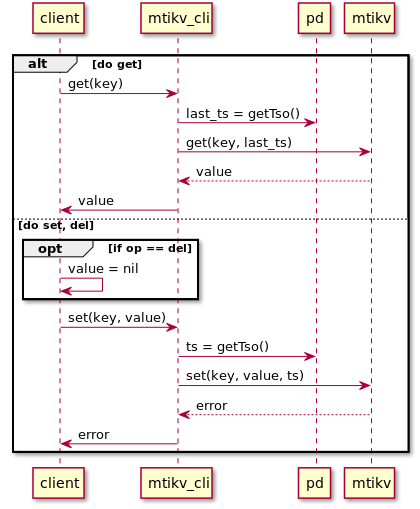 client mtikv_cli pd mtikv
alt [do get]
get(key)
last_ts = getTso()
get(key, last_ts)
value
value
[do set, del]
opt [if op == del]
value = nil
set(key, value)
ts = getTso()
set(key, value, ts)
error
error
client mtikv_cli pd mtikv